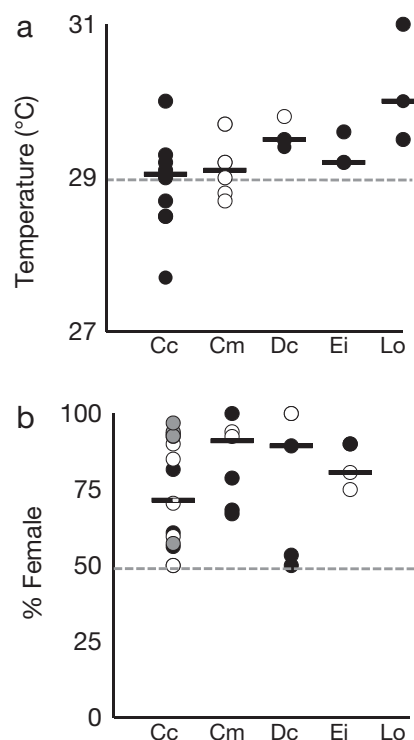 a
Temperature (°C)
31
29
27
Cc Cm Dc Ei Lo
b
% Female
100
75
50
25
0
Cc Cm Dc Ei Lo